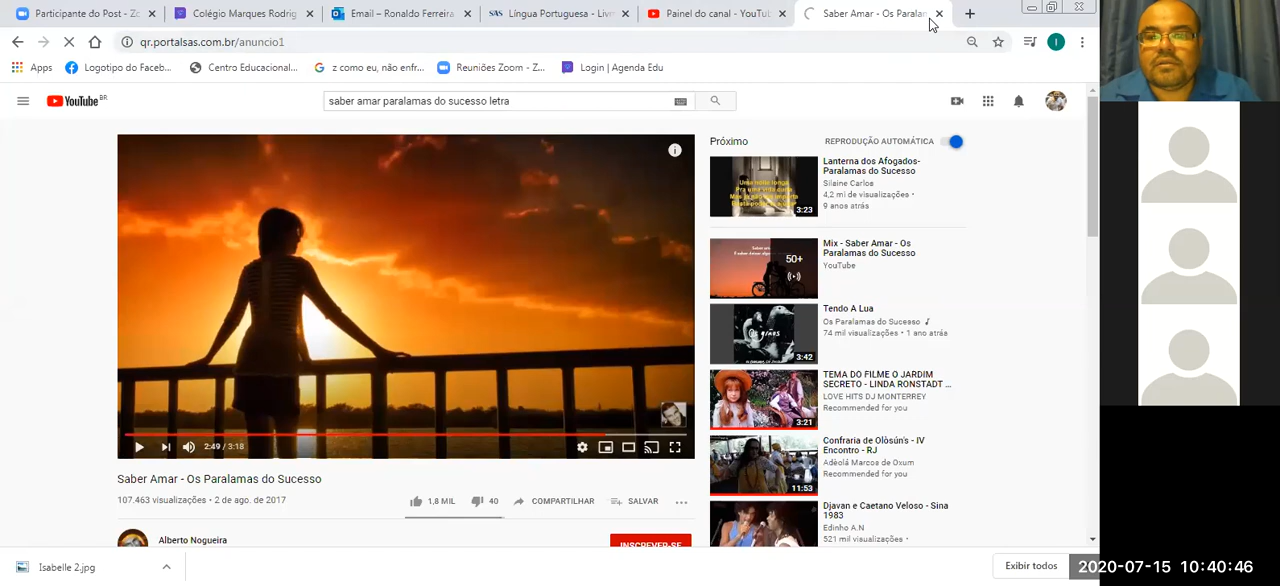 Participante do Post - Zo
Colégio Marques Rodrig
Email – Ronaldo Ferreira
SAS Língua Portuguesa - Livr
Painel do canal - YouTub
Saber Amar - Os Paralam
qr.portalsas.com.br/anuncio1
Apps
Logotipo do Faceb...
Centro Educacional...
z como eu, não enfr...
Reuniões Zoom - Z...
Login | Agenda Edu
YouTube BR
saber amar paralamas do sucesso letra
Próximo
REPRODUÇÃO AUTOMÁTICA
Lanterna dos Afogados-
Paralamas do Sucesso
Silaine Carlos
4,2 mi de visualizações •
9 anos atrás
3:23
Mix - Saber Amar - Os
Paralamas do Sucesso
YouTube
50+
Tendo A Lua
Os Paralamas do Sucesso ♪
74 mil visualizações • 1 ano atrás
3:42
TEMA DO FILME O JARDIM
SECRETO - LINDA RONSTADT ...
LOVE HITS DJ MONTERREY
Recommended for you
3:21
Confraria de Olòsún's - IV
Encontro - RJ
Adèolá Marcos de Oxum
Recommended for you
11:53
Djavan e Caetano Veloso - Sina
1983
Edinho A.N
521 mil visualizações •
2:49 / 3:18
Saber Amar - Os Paralamas do Sucesso
107.463 visualizações • 2 de ago. de 2017
1,8 MIL
40
COMPARTILHAR
SALVAR
Alberto Nogueira
INSCREVER-SE
Isabelle 2.jpg
Exibir todos
2020-07-15 10:40:46